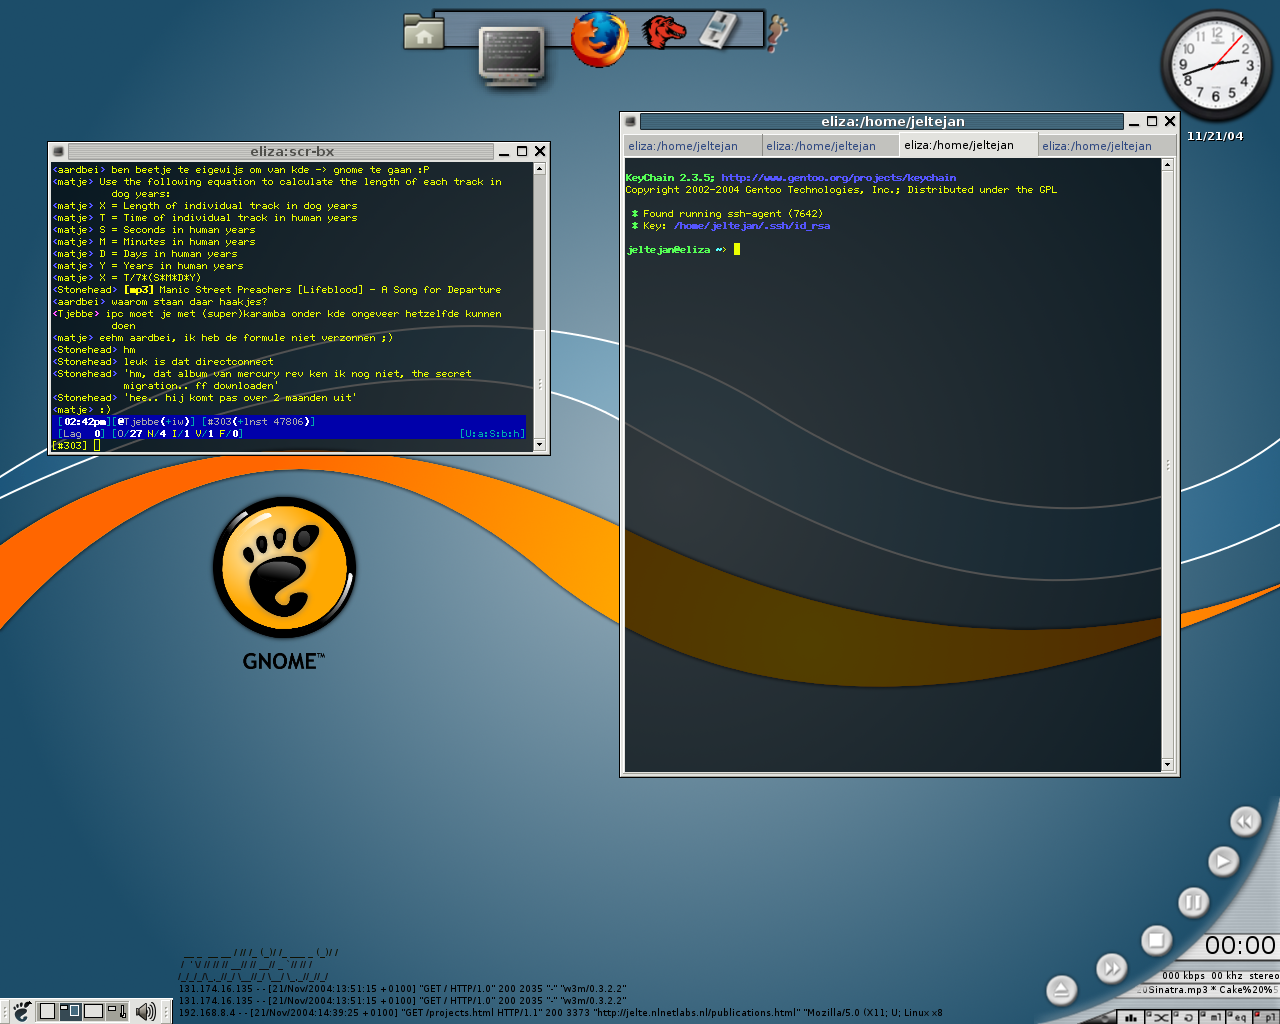 11/21/04
eliza:/home/jeltejan
eliza:/home/jeltejan
eliza:/home/jeltejan
eliza:/home/jeltejan
eliza:/home/jeltejan
KeyChain 2.3.5; http://www.gentoo.org/projects/keychain
Copyright 2002-2004 Gentoo Technologies, Inc.; Distributed under the GPL
* Found running ssh-agent (7642)
* Key: /home/jeltejan/.ssh/id_rsa
jeltejan@eliza ~>
eliza:scr-bx
<aardbei> ben beetje te eigewijs om van kde -> gnome te gaan :P
<matje> Use the following equation to calculate the length of each track in
dog years:
<matje> X = Length of individual track in dog years
<matje> T = Time of individual track in human years
<matje> S = Seconds in human years
<matje> M = Minutes in human years
<matje> D = Days in human years
<matje> Y = Years in human years
<matje> X = T/7*(S*M*D*Y)
<Stonehead> [mp3] Manic Street Preachers [Lifeblood] - A Song for Departure
<aardbei> waarom staan daar haakjes?
<Tjebbe> ipc moet je met (super)karamba onder kde ongeveer hetzelfde kunnen
doen
<matje> eehm aardbei, ik heb de formule niet verzonnen ;)
<Stonehead> hm
<Stonehead> leuk is dat directconnect
<Stonehead> 'hm, dat album van mercury rev ken ik nog niet, the secret
migration.. ff downloaden'
<Stonehead> 'hee.. hij komt pas over 2 maanden uit'
<matje> :)
[02:42pm][@Tjebbe(+iw)] [#303(+lnst 47806)]
[Lag 0] [O/27 N/4 I/1 V/1 F/0] [U:a:S:b:h]
[#303]
GNOME™
00:00
000 kbps 00 khz stereo
Sinatra.mp3 * Cake%20%5
ml eq pl
131.174.16.135 - - [21/Nov/2004:13:51:15 +0100] "GET / HTTP/1.0" 200 2035 "-" "w3m/0.3.2.2"
131.174.16.135 - - [21/Nov/2004:13:51:15 +0100] "GET / HTTP/1.0" 200 2035 "-" "w3m/0.3.2.2"
192.168.8.4 - - [21/Nov/2004:14:39:25 +0100] "GET /projects.html HTTP/1.1" 200 3373 "http://jelte.nlnetlabs.nl/publications.html" "Mozilla/5.0 (X11; U; Linux x8